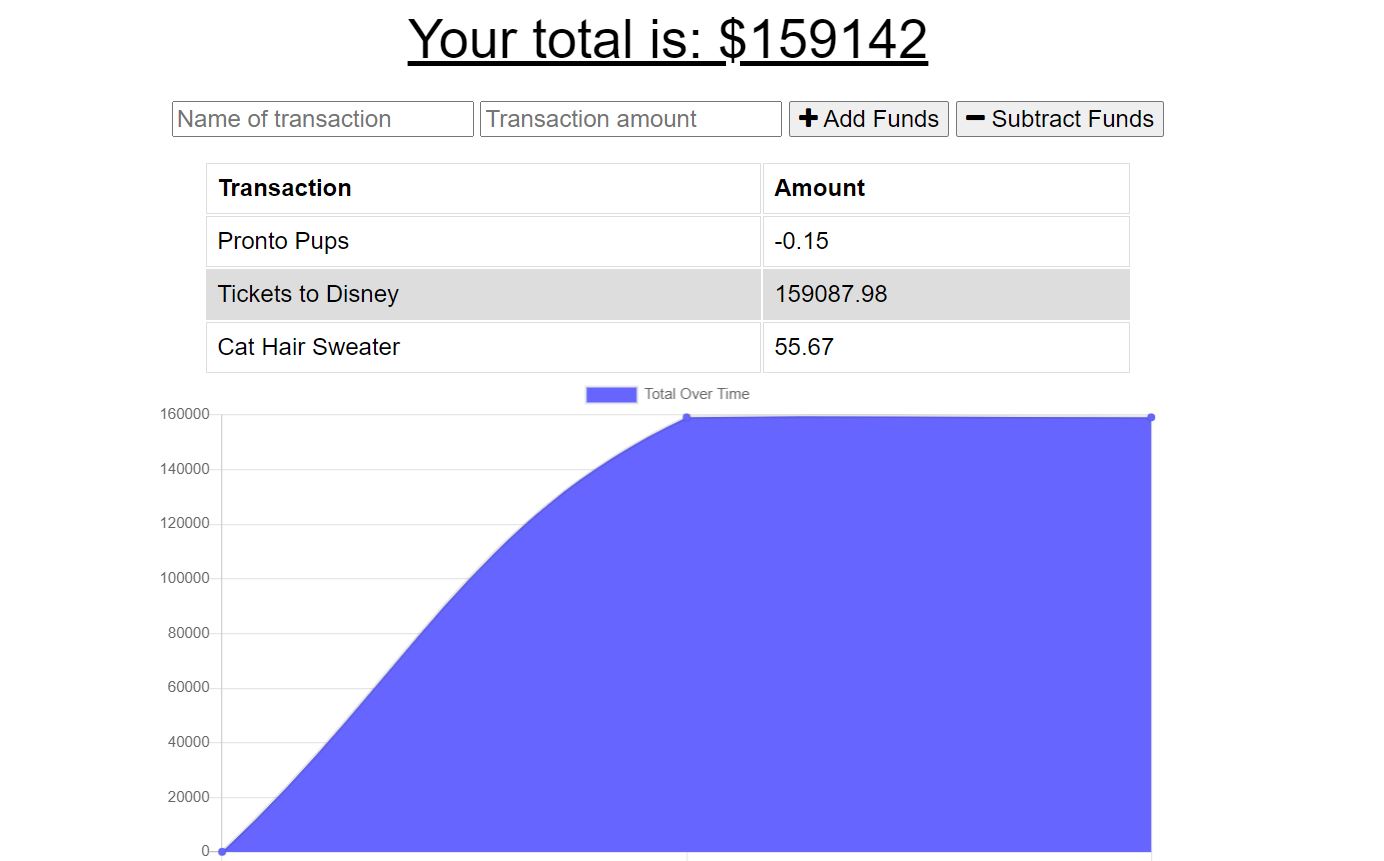 Your total is: $159142
Name of transaction Transaction amount Add Funds Subtract Funds
Transaction Amount
Pronto Pups -0.15
Tickets to Disney 159087.98
Cat Hair Sweater 55.67
Total Over Time
160000
140000
120000
100000
80000
60000
40000
20000
0